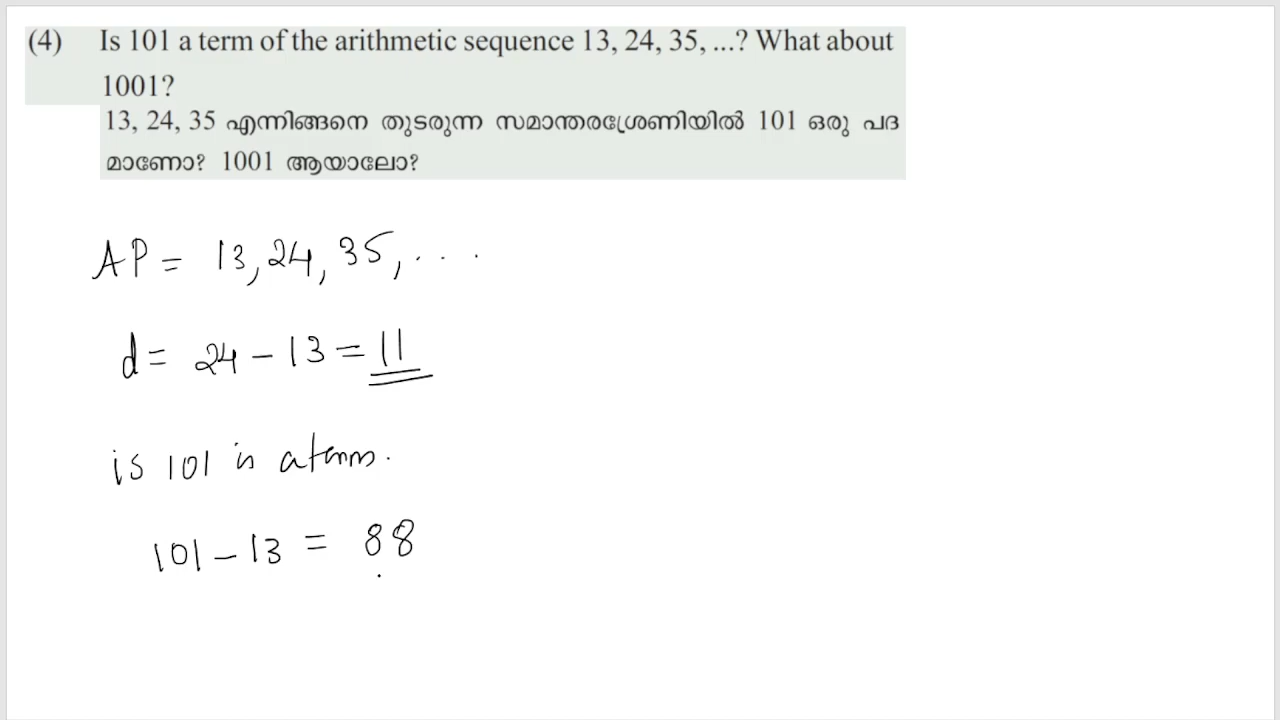 (4) Is 101 a term of the arithmetic sequence 13, 24, 35, ...? What about
1001?
13, 24, 35 എന്നിങ്ങനെ തുടരുന്ന സമാന്തരശ്രേണിയിൽ 101 ഒരു പദ
മാണോ? 1001 ആയാലോ?
AP = 13, 24, 35, ....
d = 24 - 13 = 11
is 101 is a term.
101 - 13 = 88